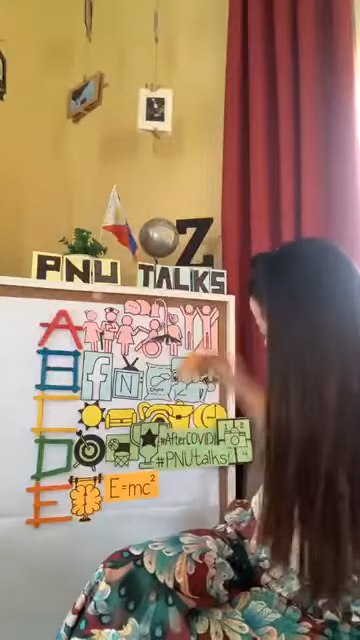 Z
PNU TALKS
A
B
f N
C
D
#AfterCOVID
#PNUtalks
E
E=mc²